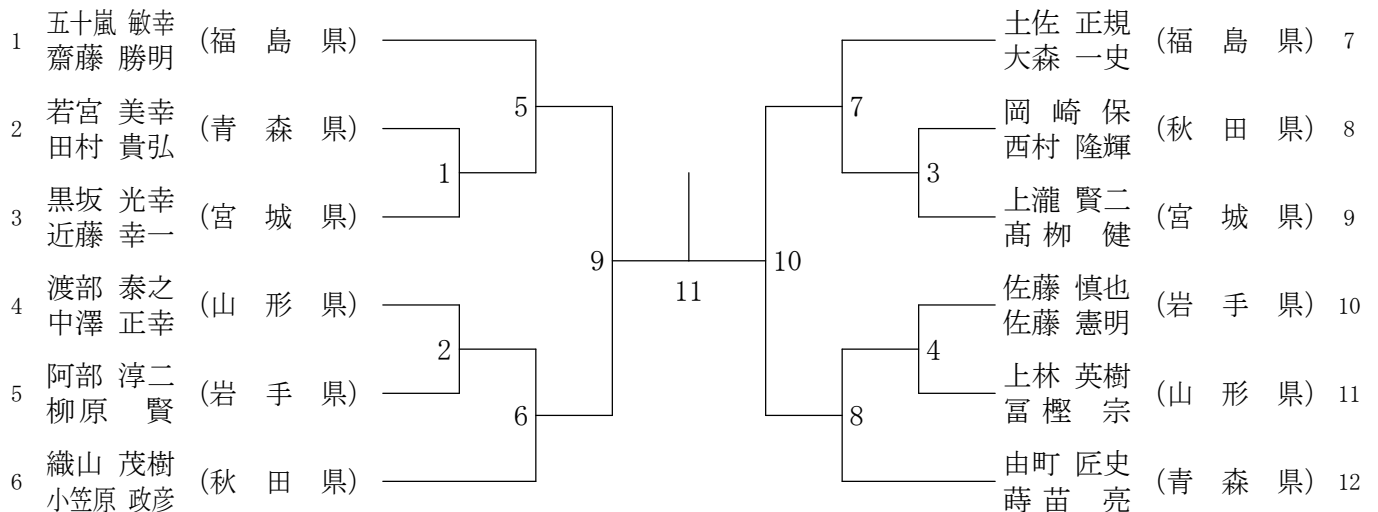 1 五十嵐 敏幸 齋藤 勝明 (福島県)
2 若宮 美幸 田村 貴弘 (青森県)
3 黒坂 光幸 近藤 幸一 (宮城県)
4 渡部 泰之 中澤 正幸 (山形県)
5 阿部 淳二 柳原 賢 (岩手県)
6 織山 茂樹 小笠原 政彦 (秋田県)
5
1
9
2
6
11
7
3
10
4
8
土佐 正規 大森 一史 (福島県) 7
岡崎 保 西村 隆輝 (秋田県) 8
上瀧 賢二 髙栁 健 (宮城県) 9
佐藤 慎也 佐藤 憲明 (岩手県) 10
上林 英樹 冨樫 宗 (山形県) 11
由町 匠史 蒔苗 亮 (青森県) 12